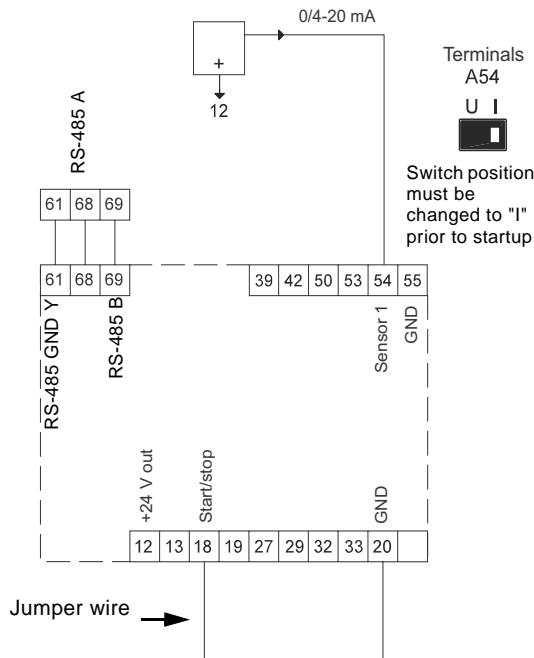 0/4-20 mA
+
12
Terminals
A54
U I
Switch position
must be
changed to "I"
prior to startup
RS-485 A
61 68 69
61 68 69
39 42 50 53 54 55
RS-485 GND Y
RS-485 B
Sensor 1
GND
+24 V out
Start/stop
GND
12 13 18 19 27 29 32 33 20
Jumper wire